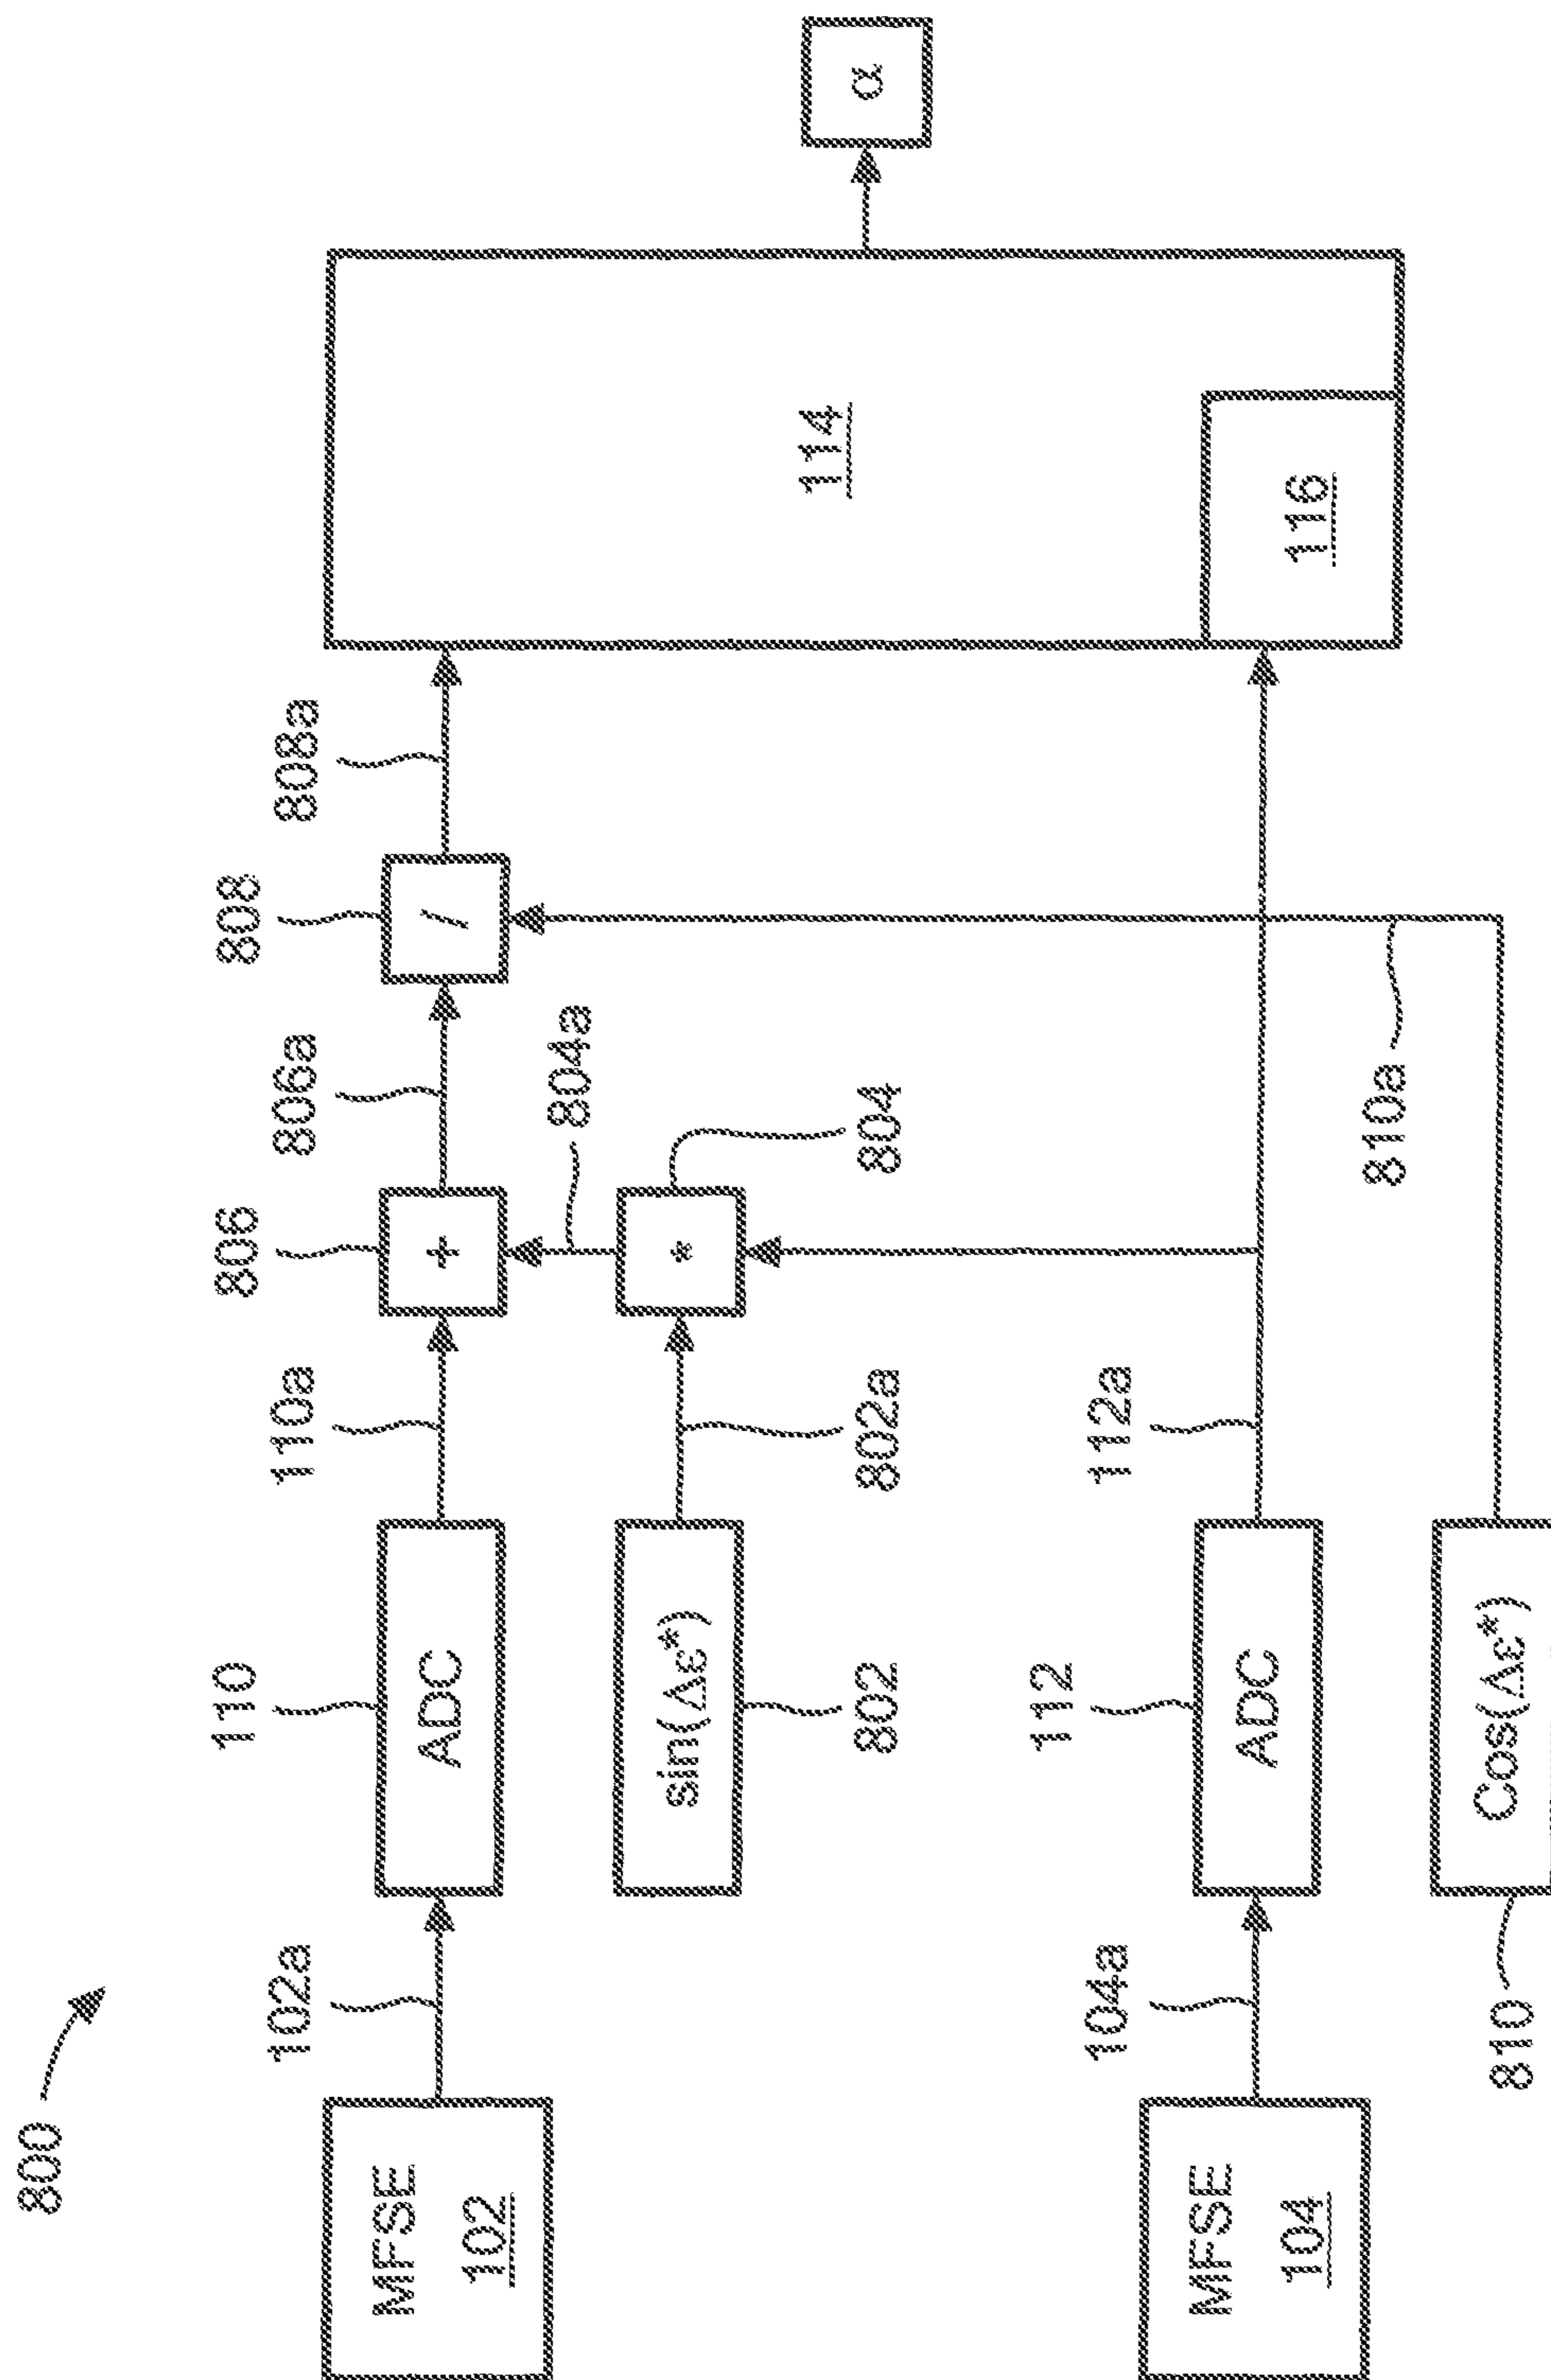 800
MFSE
102
102a
110
ADC
110a
806
+
806a
808
/
808a
114
116
α
804a
*
804
sin(Δε*)
802
802a
MFSE
104
104a
112
ADC
112a
Cos(Δε*)
810
810a